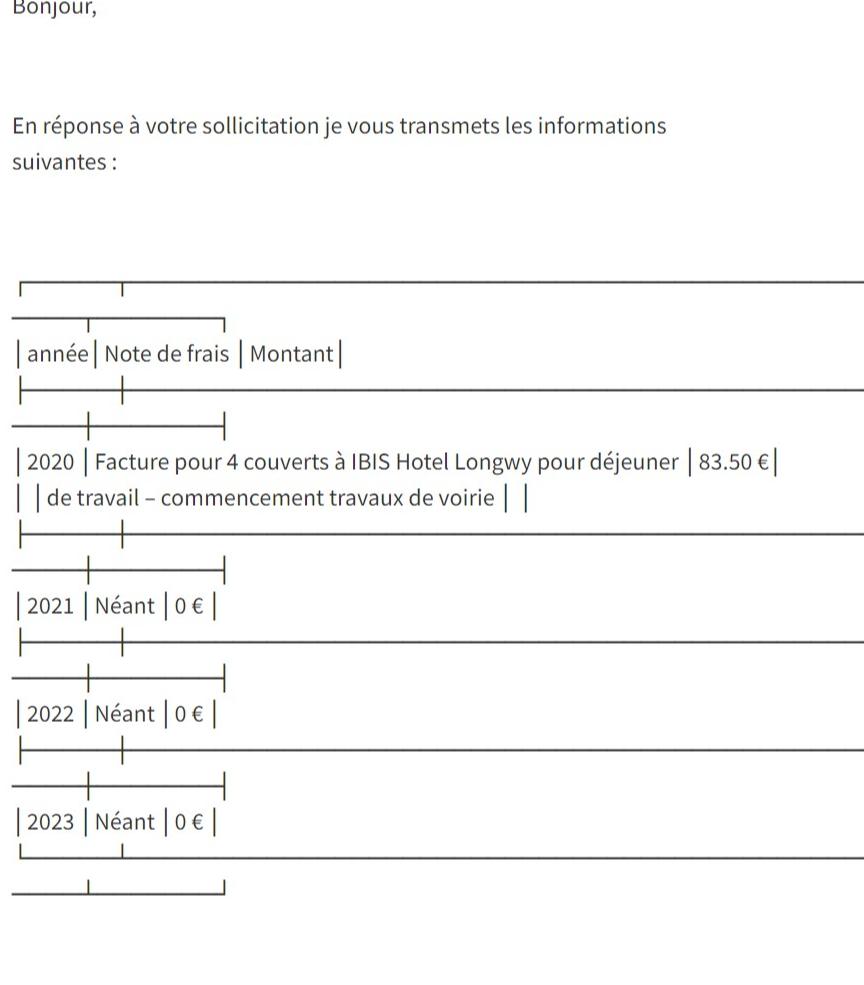 Bonjour,
En réponse à votre sollicitation je vous transmets les informations
suivantes :
| année| Note de frais | Montant|
| 2020 | Facture pour 4 couverts à IBIS Hotel Longwy pour déjeuner | 83.50 €|
| | de travail – commencement travaux de voirie | |
| 2021 | Néant | 0 € |
| 2022 | Néant | 0 € |
| 2023 | Néant | 0 € |